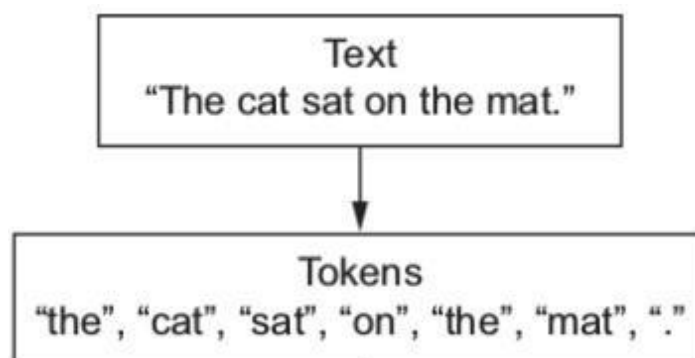 Text
“The cat sat on the mat.”
Tokens
“the”, “cat”, “sat”, “on”, “the”, “mat”, “.”